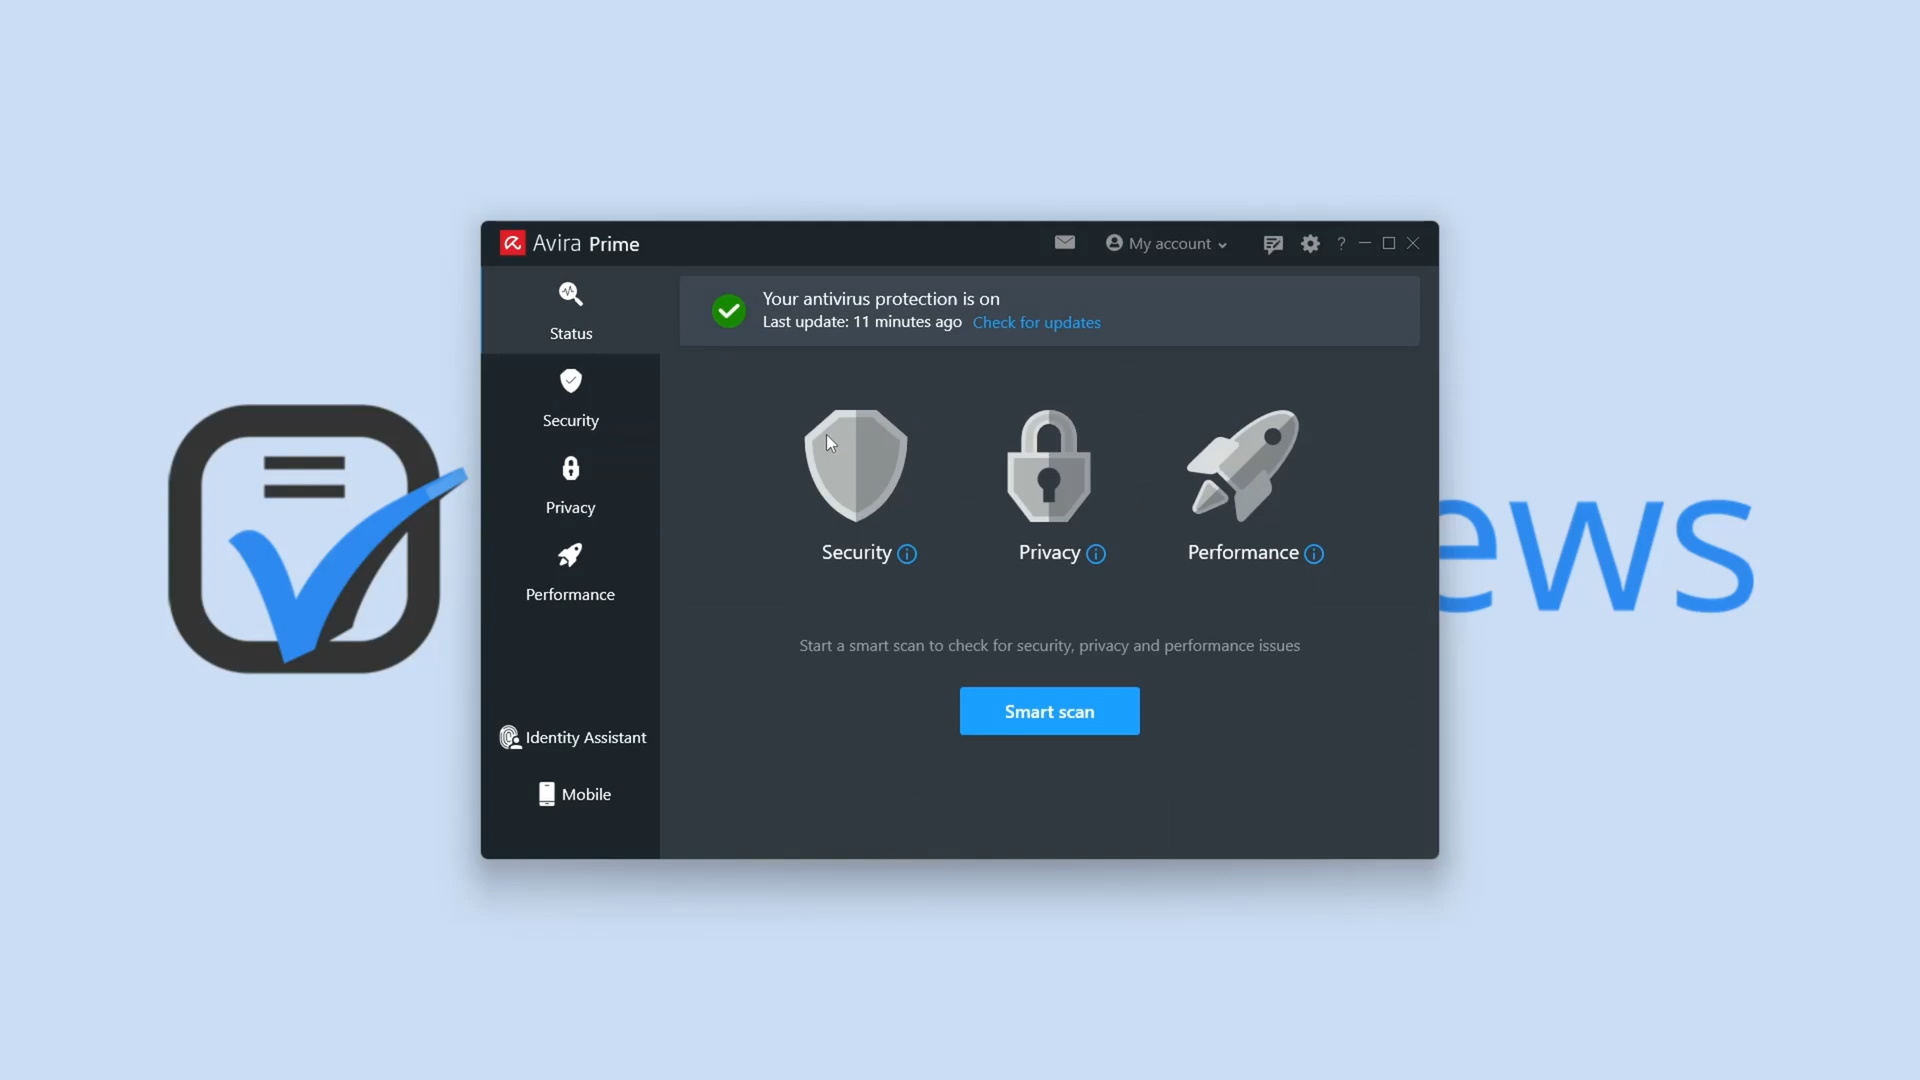 Avira Prime
My account
?
Status
Your antivirus protection is on
Last update: 11 minutes ago Check for updates
Security
Privacy
Performance
Security
Privacy
Performance
ews
Start a smart scan to check for security, privacy and performance issues
Smart scan
Identity Assistant
Mobile